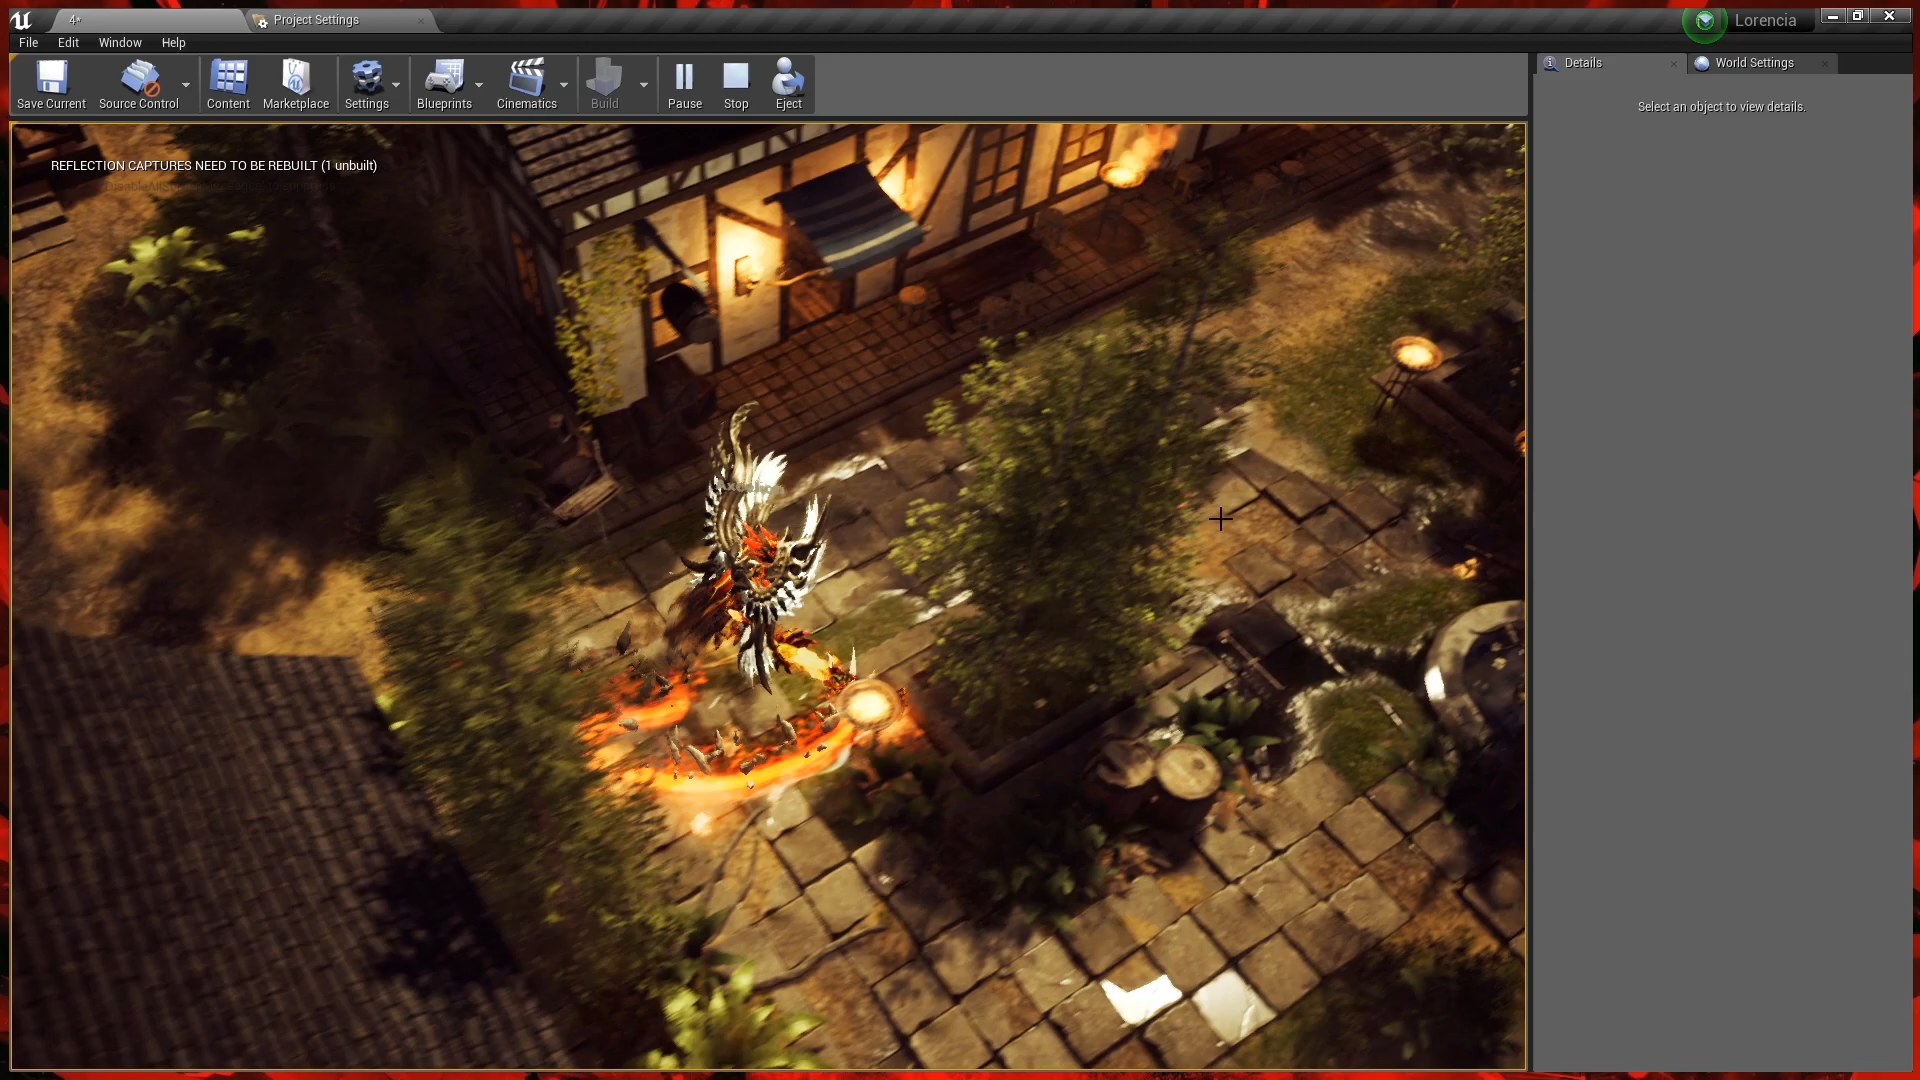 4*
Project Settings
Lorencia
File Edit Window Help
Save Current Source Control Content Marketplace Settings Blueprints Cinematics Build Pause Stop Eject
Details
World Settings
Select an object to view details.
REFLECTION CAPTURES NEED TO BE REBUILT (1 unbuilt)